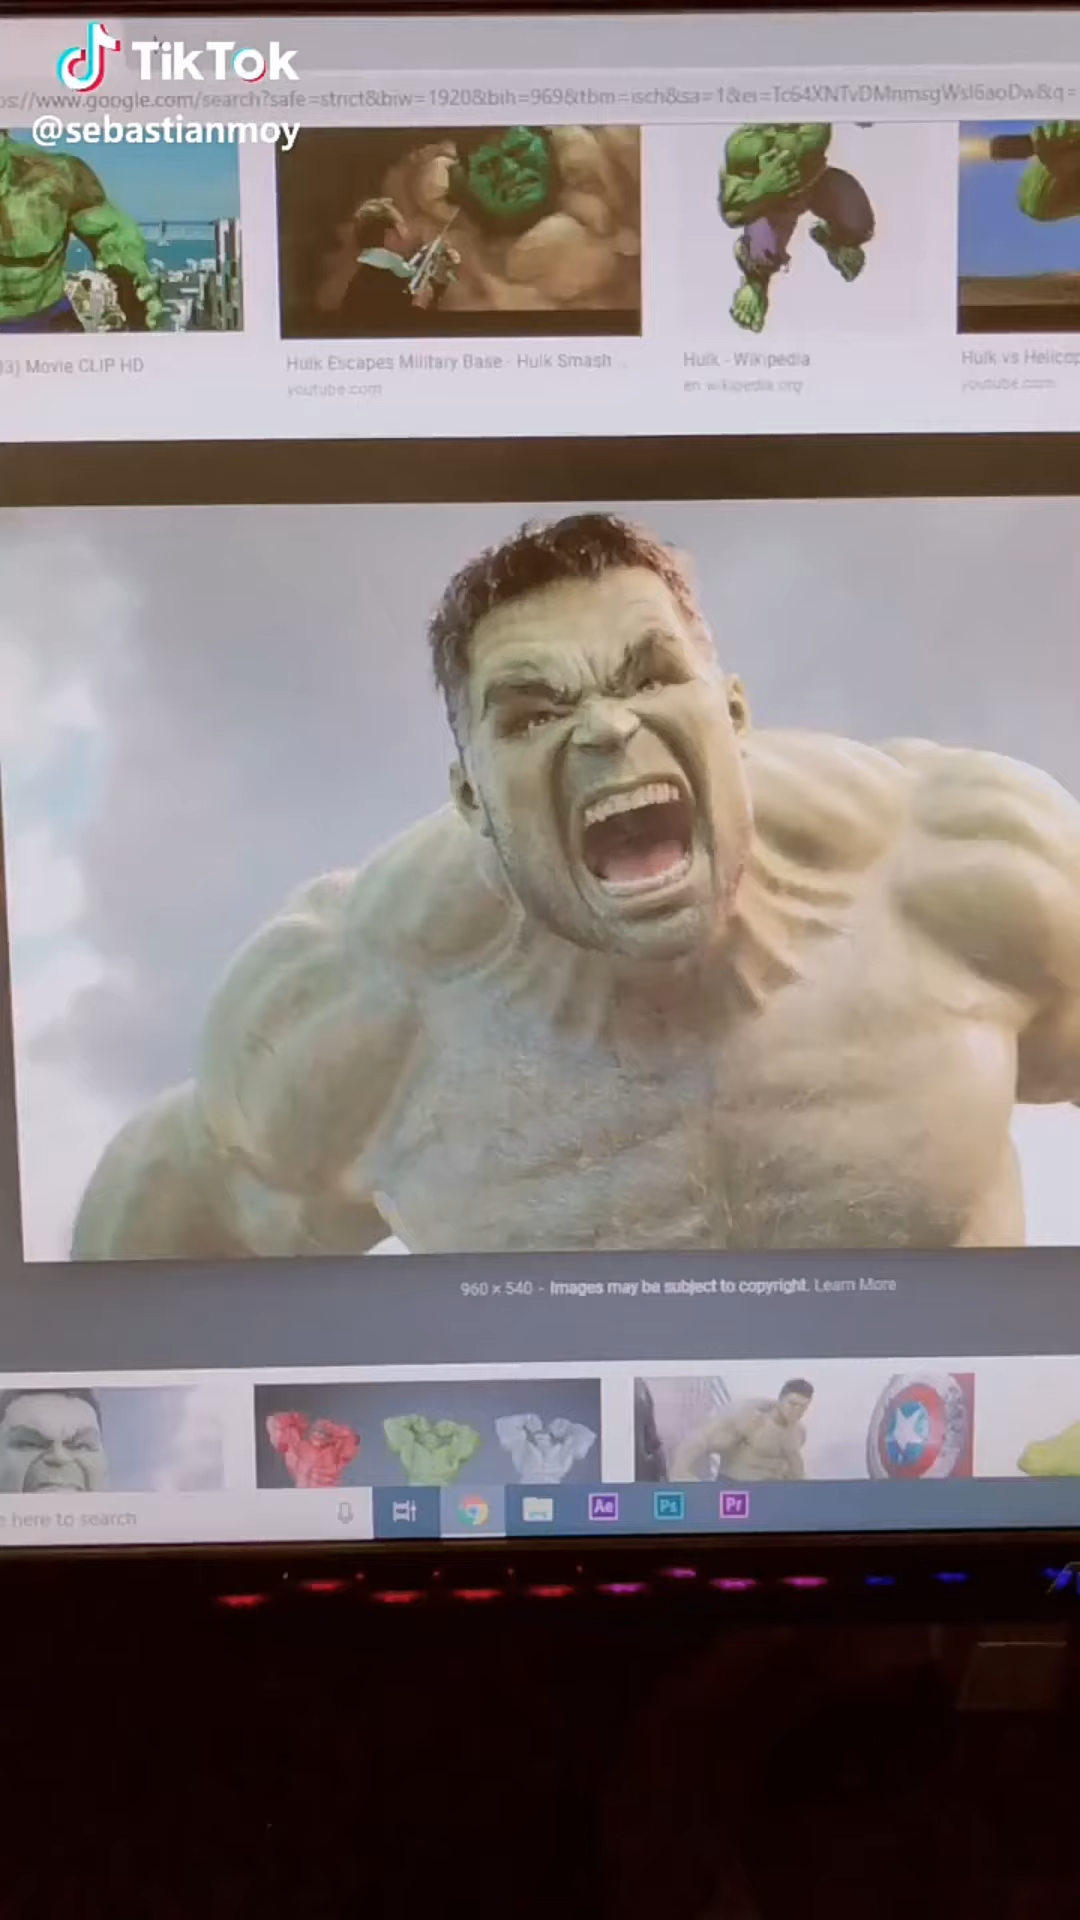 TikTok
@sebastianmoy
ps://www.google.com/search?safe=strict&biw=1920&bih=969&tbm=isch&sa=1&ei=Tc64XNTvDMnmsgWsl6aoDw&q=
03) Movie CLIP HD
Hulk Escapes Military Base - Hulk Smash ...
youtube.com
Hulk - Wikipedia
en.wikipedia.org
Hulk vs Helicop
youtube.com
960 × 540 - Images may be subject to copyright. Learn More
e here to search
Ae
Ps
Pr